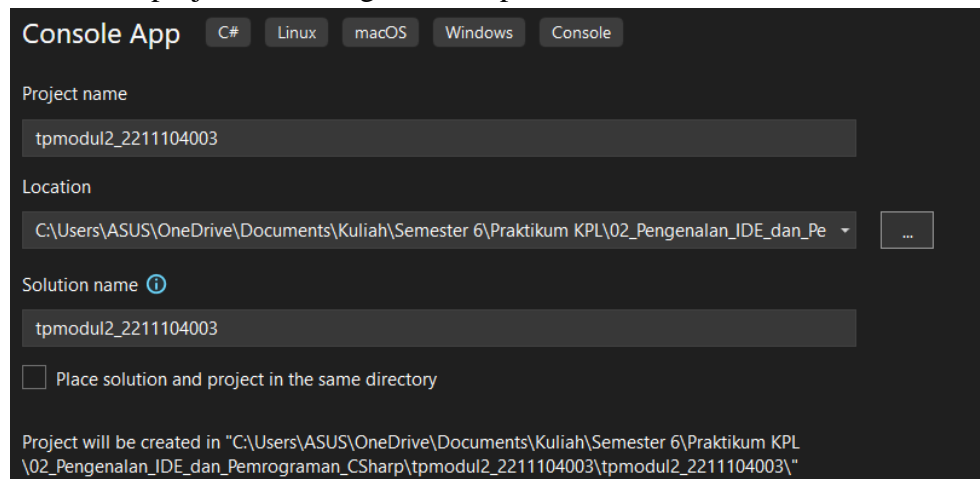 Console App C# Linux macOS Windows Console
Project name
tpmodul2_2211104003
Location
C:\Users\ASUS\OneDrive\Documents\Kuliah\Semester 6\Praktikum KPL\02_Pengenalan_IDE_dan_Pe ...
Solution name
tpmodul2_2211104003
Place solution and project in the same directory
Project will be created in "C:\Users\ASUS\OneDrive\Documents\Kuliah\Semester 6\Praktikum KPL
\02_Pengenalan_IDE_dan_Pemrograman_CSharp\tpmodul2_2211104003\tpmodul2_2211104003\"